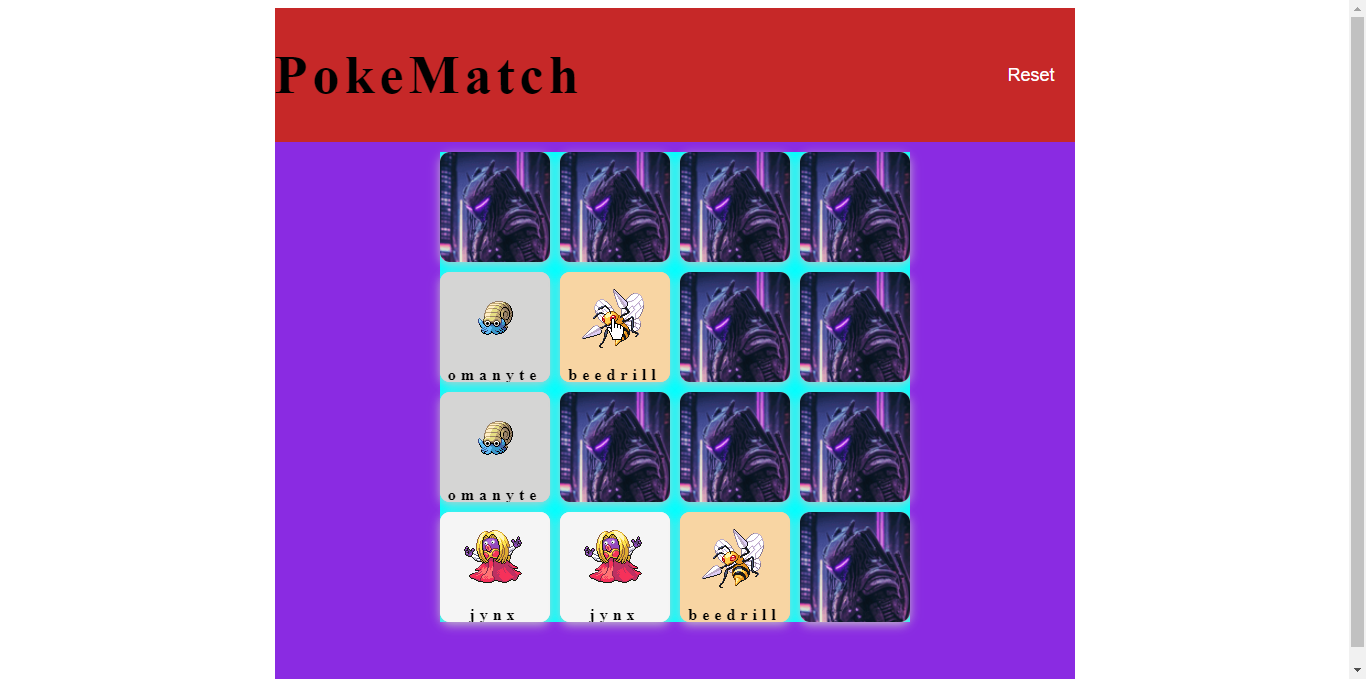 PokeMatch
Reset
omanyte
beedrill
omanyte
jynx
jynx
beedrill